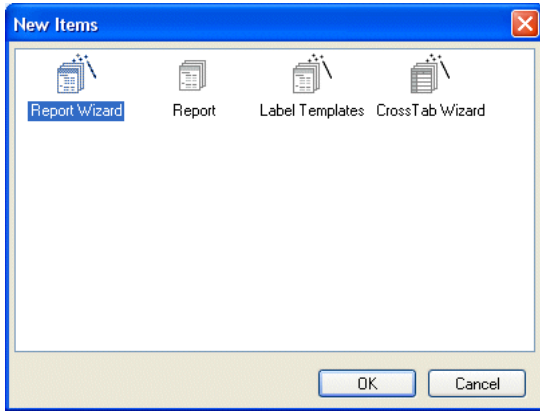 New Items
Report Wizard Report Label Templates CrossTab Wizard
OK Cancel